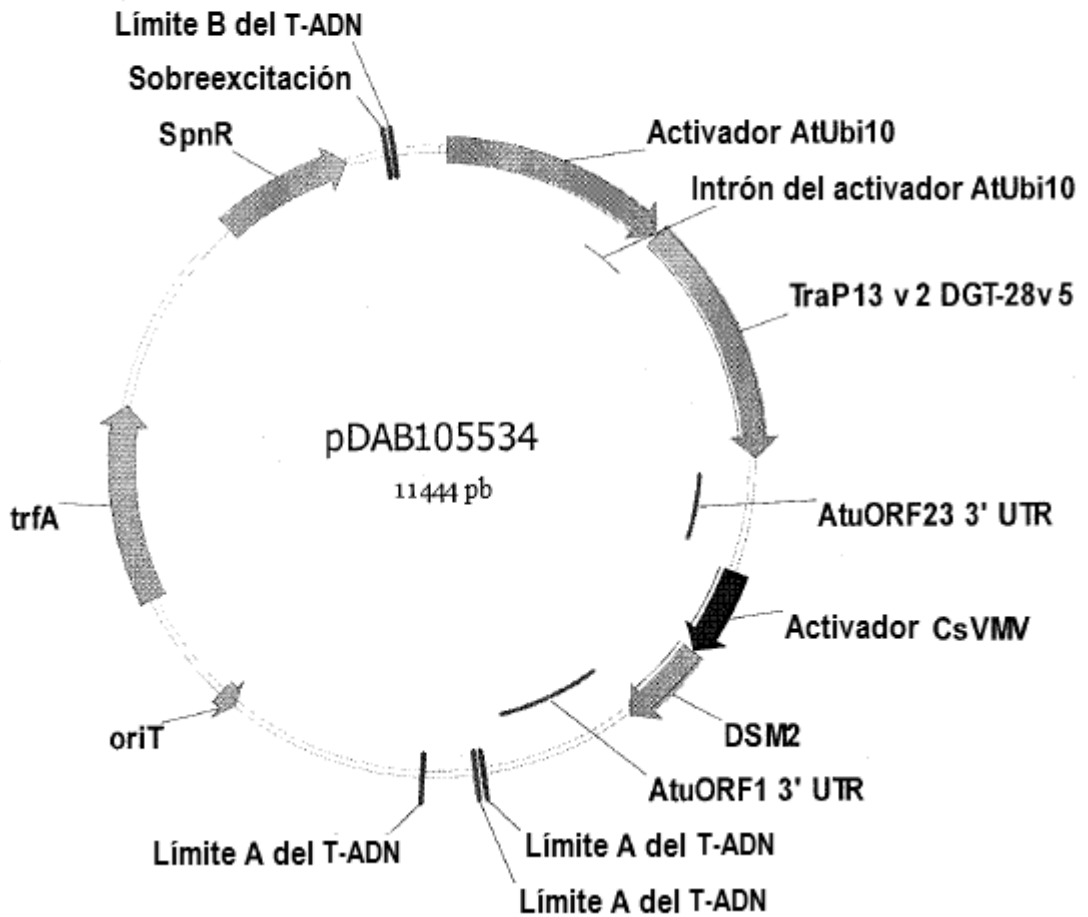 Límite B del T-ADN
Sobreexcitación
SpnR
Activador AtUbi10
Intrón del activador AtUbi10
TraP13 v 2 DGT-28v 5
pDAB105534
11444 pb
trfA
AtuORF23 3' UTR
Activador CsVMV
oriT
DSM2
AtuORF1 3' UTR
Límite A del T-ADN
Límite A del T-ADN
Límite A del T-ADN